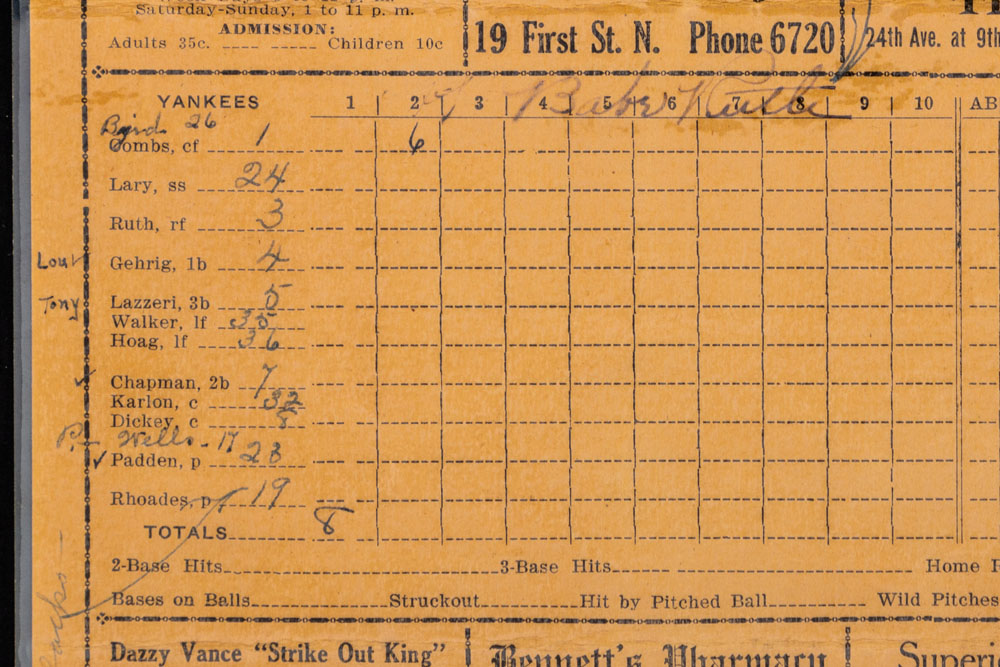 Saturday-Sunday, 1 to 11 p. m.
ADMISSION:
Adults 35c. Children 10c
19 First St. N. Phone 6720
24th Ave. at 9th
YANKEES 1 2 3 4 5 6 7 8 9 10 AB
Babe Ruth
Byrd 26
Combs, cf 1 6
Lary, ss 24
Ruth, rf 3
Lou Gehrig, 1b 4
Tony Lazzeri, 3b 5
Walker, lf 35
Hoag, lf 36
Chapman, 2b 7
Karlon, c 32
Dickey, c 8
P. Wells - 17
Padden, p 23
Rhoades, p 19
TOTALS 8
2-Base Hits 3-Base Hits Home
Bases on Balls Struckout Hit by Pitched Ball Wild Pitches
Dazzy Vance "Strike Out King"
Bennett's Pharmacy
Superi